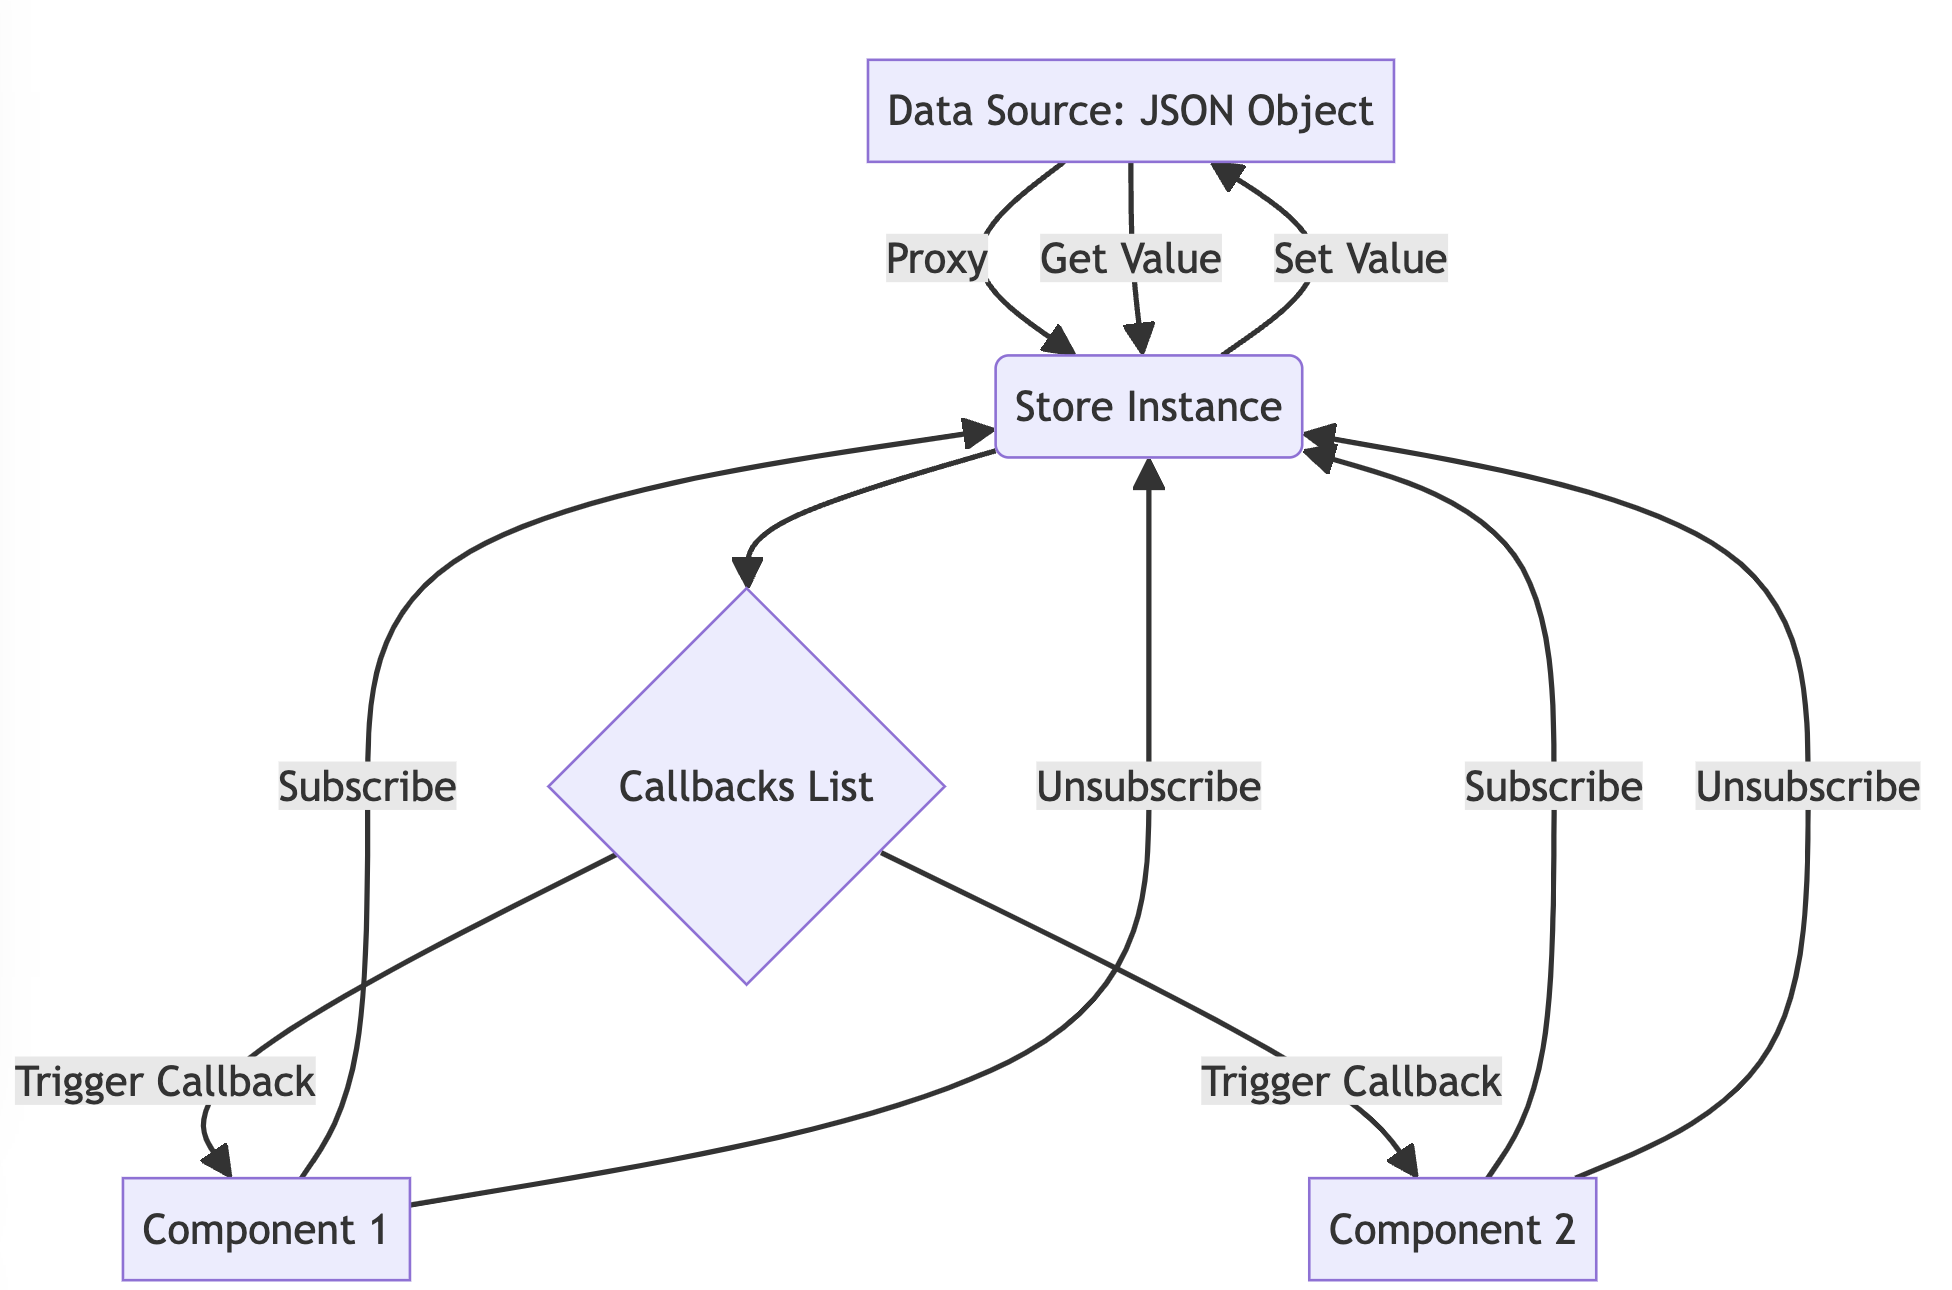 Data Source: JSON Object
Proxy
Get Value
Set Value
Store Instance
Subscribe
Callbacks List
Unsubscribe
Subscribe
Unsubscribe
Trigger Callback
Trigger Callback
Component 1
Component 2